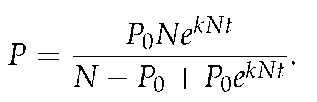 P = \frac{P_0 N e^{kNt}}{N - P_0 + P_0 e^{kNt}}.